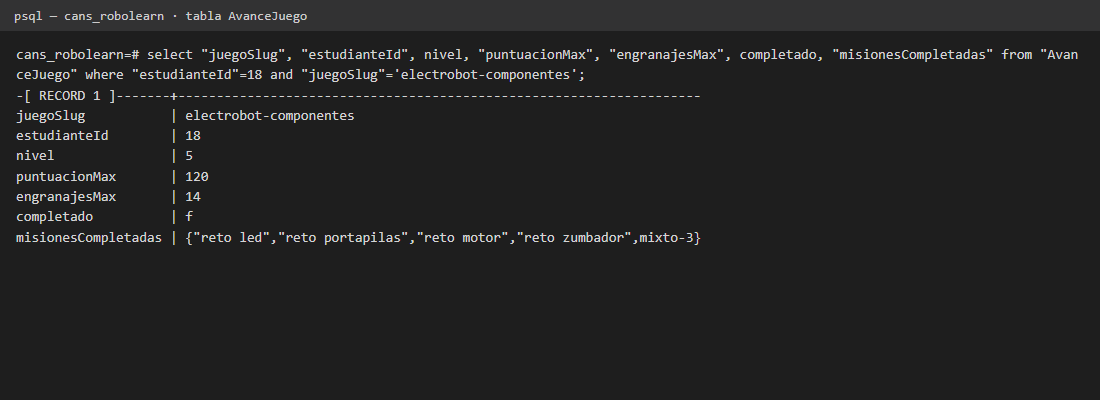 psql — cans_robolearn · tabla AvanceJuego
cans_robolearn=# select "juegoSlug", "estudianteId", nivel, "puntuacionMax", "engranajesMax", completado, "misionesCompletadas" from "Avan
ceJuego" where "estudianteId"=18 and "juegoSlug"='electrobot-componentes';
-[ RECORD 1 ]-------+--------------------------------------------------------------------
juegoSlug | electrobot-componentes
estudianteId | 18
nivel | 5
puntuacionMax | 120
engranajesMax | 14
completado | f
misionesCompletadas | {"reto led","reto portapilas","reto motor","reto zumbador",mixto-3}